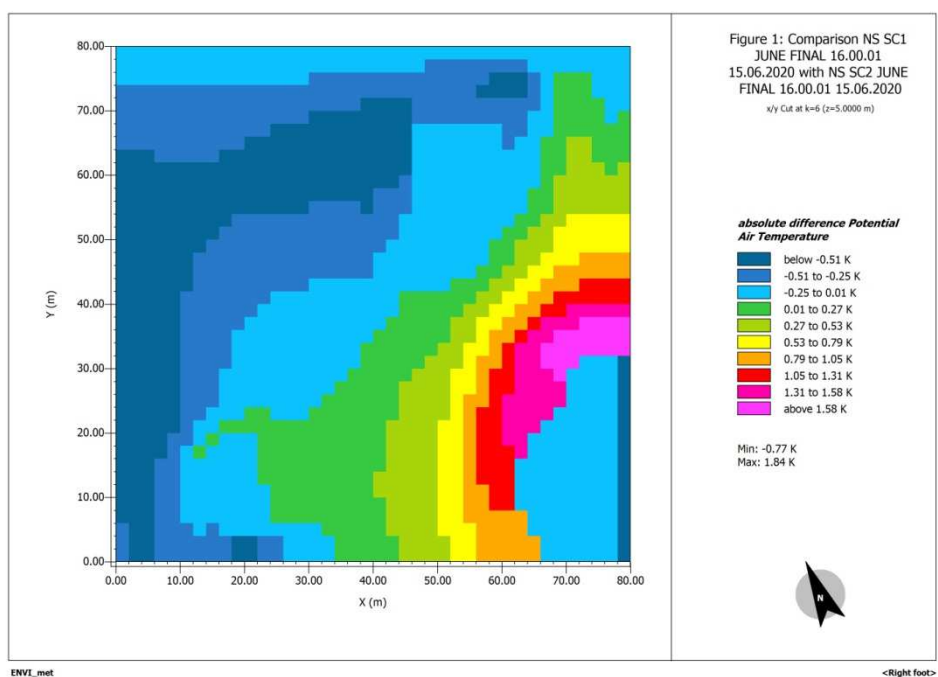 Figure 1: Comparison NS SC1
JUNE FINAL 16.00.01
15.06.2020 with NS SC2 JUNE
FINAL 16.00.01 15.06.2020
x/y Cut at k=6 (z=5.0000 m)
80.00
70.00
60.00
50.00
40.00
30.00
20.00
10.00
0.00
Y (m)
0.00 10.00 20.00 30.00 40.00 50.00 60.00 70.00 80.00
X (m)
absolute difference Potential
Air Temperature
below -0.51 K
-0.51 to -0.25 K
-0.25 to 0.01 K
0.01 to 0.27 K
0.27 to 0.53 K
0.53 to 0.79 K
0.79 to 1.05 K
1.05 to 1.31 K
1.31 to 1.58 K
above 1.58 K
Min: -0.77 K
Max: 1.84 K
N
ENVI_met
<Right foot>